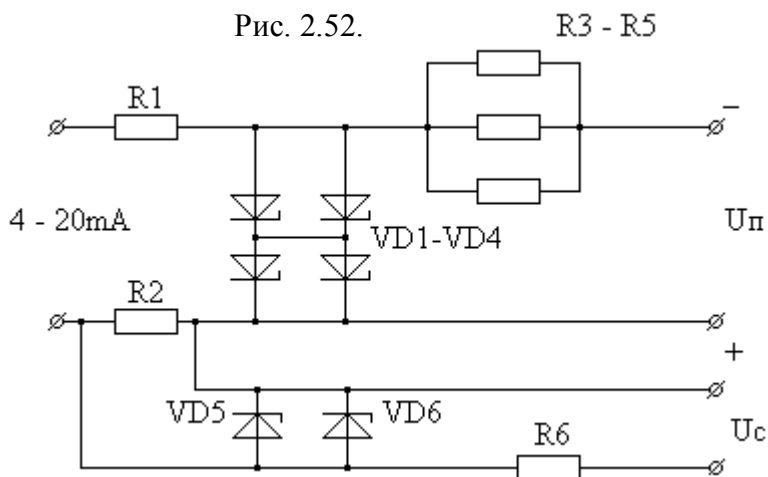 Рис. 2.52.
R3 - R5
R1
−
4 - 20mA
VD1-VD4
Uп
R2
+
VD5
VD6
R6
Uc